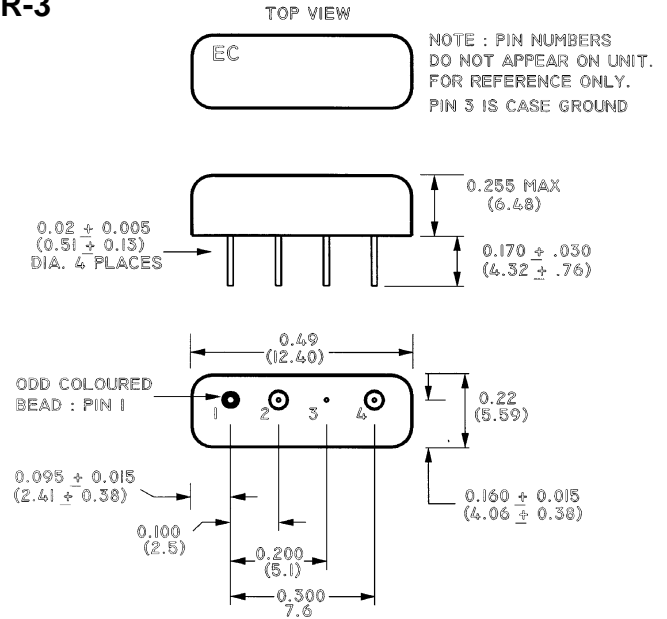 R-3
TOP VIEW
EC
NOTE : PIN NUMBERS
DO NOT APPEAR ON UNIT.
FOR REFERENCE ONLY.
PIN 3 IS CASE GROUND
0.255 MAX
(6.48)
0.02 ± 0.005
(0.51 ± 0.13)
DIA. 4 PLACES
0.170 ± .030
(4.32 ± .76)
0.49
(12.40)
ODD COLOURED
BEAD : PIN 1
1 2 3 4
0.22
(5.59)
0.095 ± 0.015
(2.41 ± 0.38)
0.160 ± 0.015
(4.06 ± 0.38)
0.100
(2.5)
0.200
(5.1)
0.300
7.6